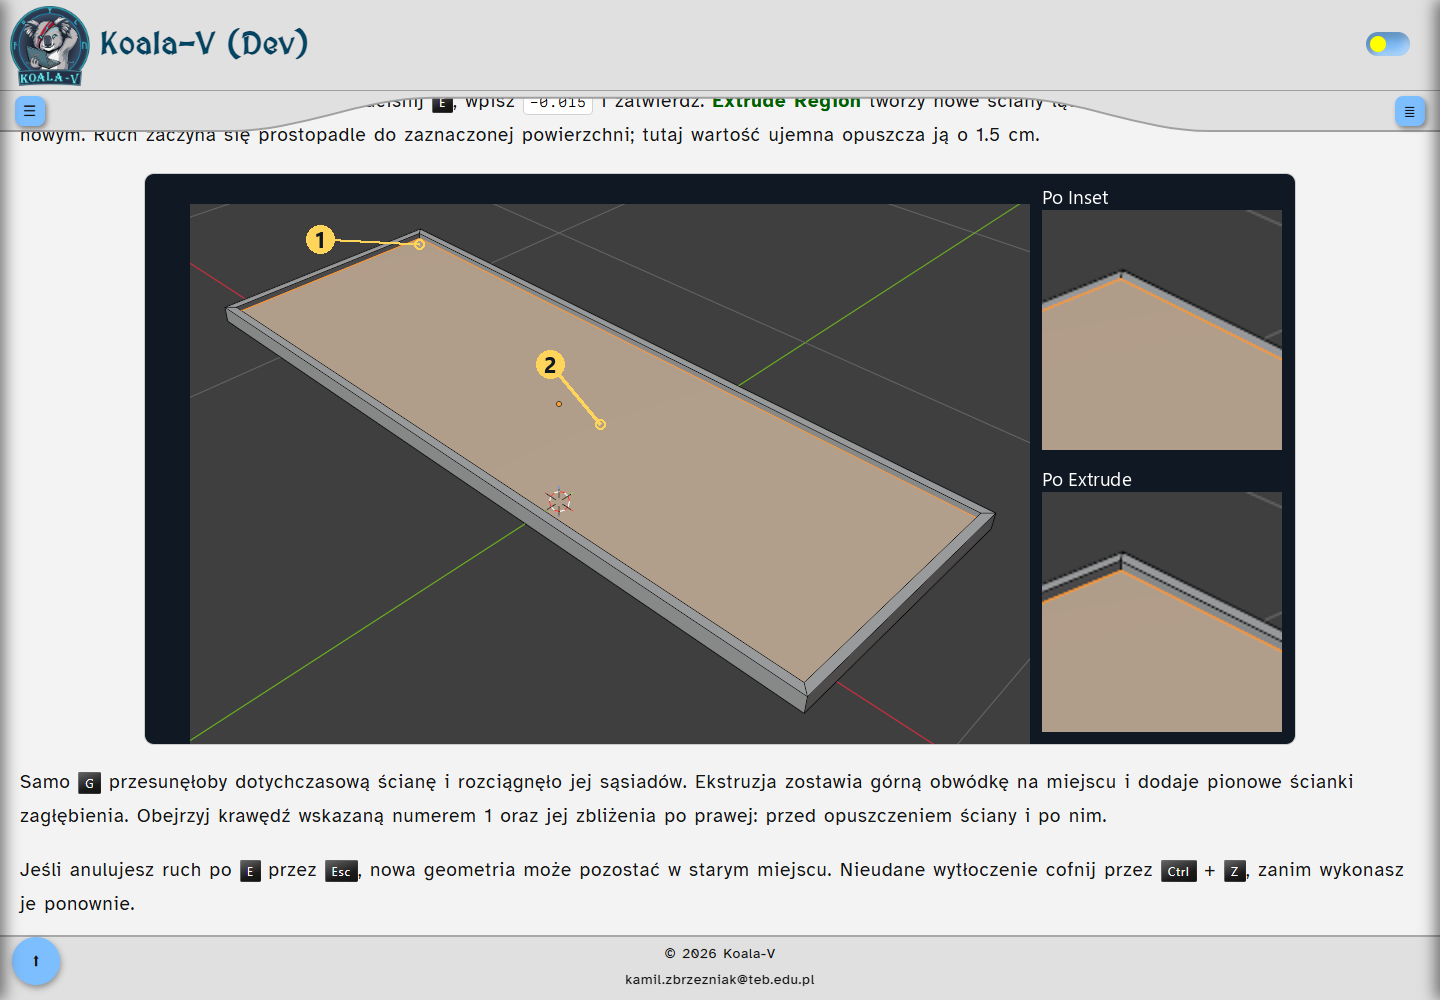 KOALA-V
Koala-V (Dev)
☰
E, wpisz -0.015 i zatwierdź. Extrude Region tworzy nowe ściany
≣
nowym. Ruch zaczyna się prostopadle do zaznaczonej powierzchni; tutaj wartość ujemna opuszcza ją o 1.5 cm.
Po Inset
1
2
Po Extrude
Samo G przesunęłoby dotychczasową ścianę i rozciągnęło jej sąsiadów. Ekstruzja zostawia górną obwódkę na miejscu i dodaje pionowe ścianki
zagłębienia. Obejrzyj krawędź wskazaną numerem 1 oraz jej zbliżenia po prawej: przed opuszczeniem ściany i po nim.
Jeśli anulujesz ruch po E przez Esc, nowa geometria może pozostać w starym miejscu. Nieudane wytłoczenie cofnij przez Ctrl + Z, zanim wykonasz
je ponownie.
© 2026 Koala-V
kamil.zbrzezniak@teb.edu.pl